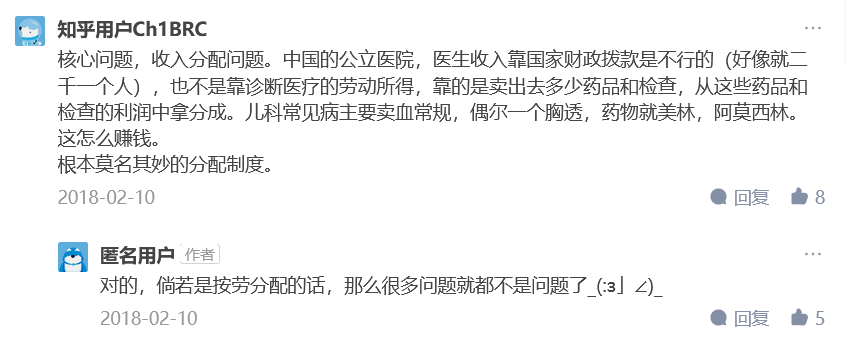 知乎用户Ch1BRC
核心问题，收入分配问题。中国的公立医院，医生收入靠国家财政拨款是不行的（好像就二
千一个人），也不是靠诊断医疗的劳动所得，靠的是卖出去多少药品和检查，从这些药品和
检查的利润中拿分成。儿科常见病主要卖血常规，偶尔一个胸透，药物就美林，阿莫西林。
这怎么赚钱。
根本莫名其妙的分配制度。
2018-02-10 回复 8
匿名用户 作者
对的，倘若是按劳分配的话，那么很多问题就都不是问题了_(:з」∠)_
2018-02-10 回复 5